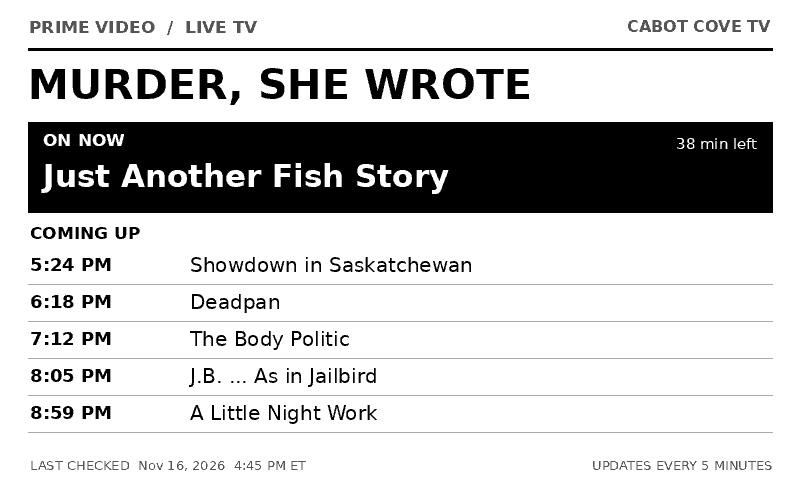 PRIME VIDEO / LIVE TV
CABOT COVE TV
MURDER, SHE WROTE
ON NOW
38 min left
Just Another Fish Story
COMING UP
5:24 PM Showdown in Saskatchewan
6:18 PM Deadpan
7:12 PM The Body Politic
8:05 PM J.B. ... As in Jailbird
8:59 PM A Little Night Work
LAST CHECKED Nov 16, 2026 4:45 PM ET
UPDATES EVERY 5 MINUTES